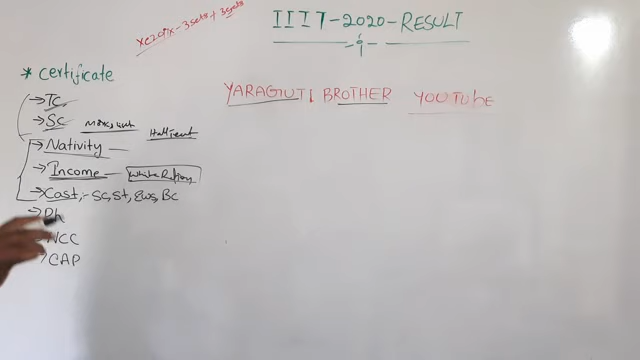 IIIT-2020-RESULT
Xerox-3sets+3sets
* Certificate
YARAGUTI BROTHER YOUTUbE
→ TC
→ SC
Hallticket
→ Nativity —
→ Income — White Ration
→ Cast,-SC, St, EWS, BC
→ Ph
→ NCC
→ CAP